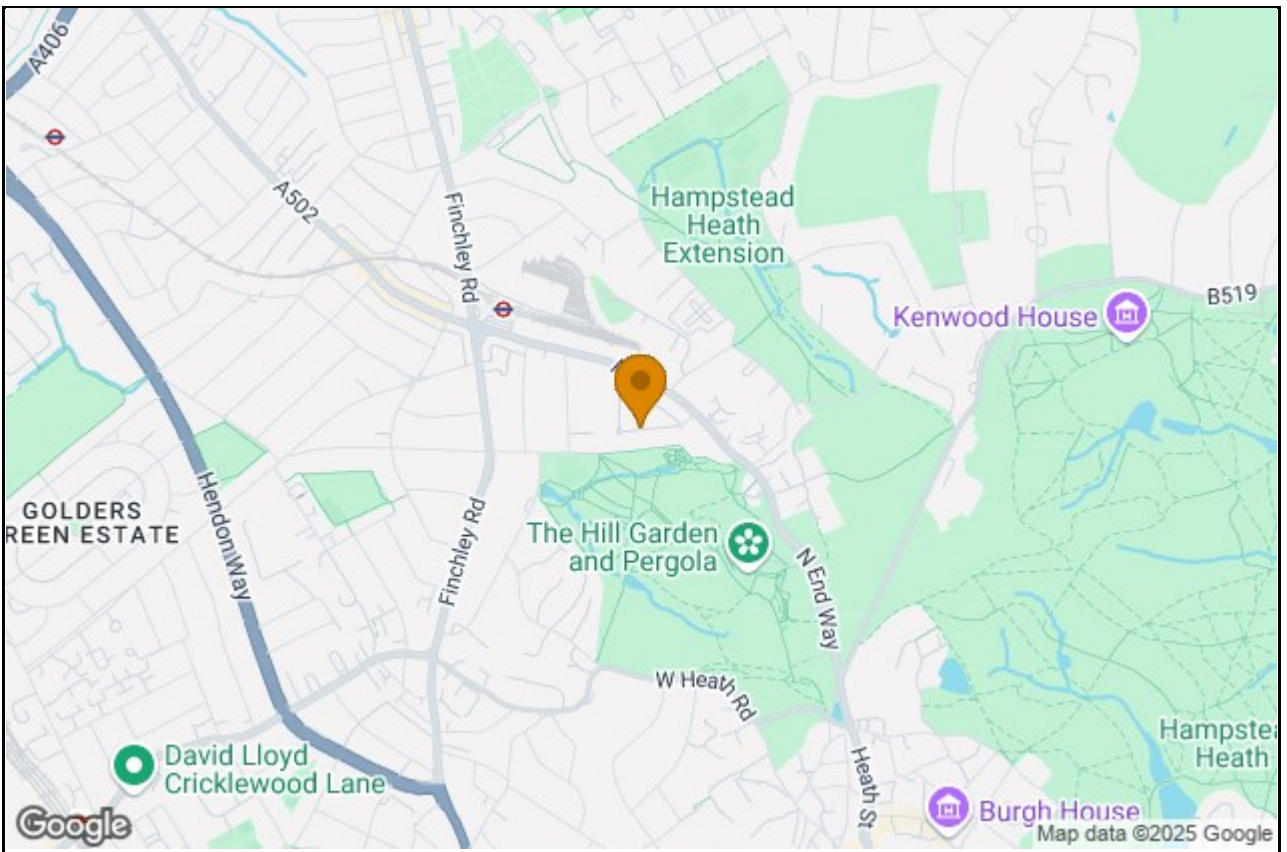 A406
A502
Finchley Rd
Hampstead
Heath
Extension
Kenwood House
B519
GOLDERS
REEN ESTATE
Hendon Way
Finchley Rd
The Hill Garden
and Pergola
N End Way
W Heath Rd
Heath St
Hampstea
Heath
David Lloyd
Cricklewood Lane
Burgh House
Google
Map data ©2025 Google